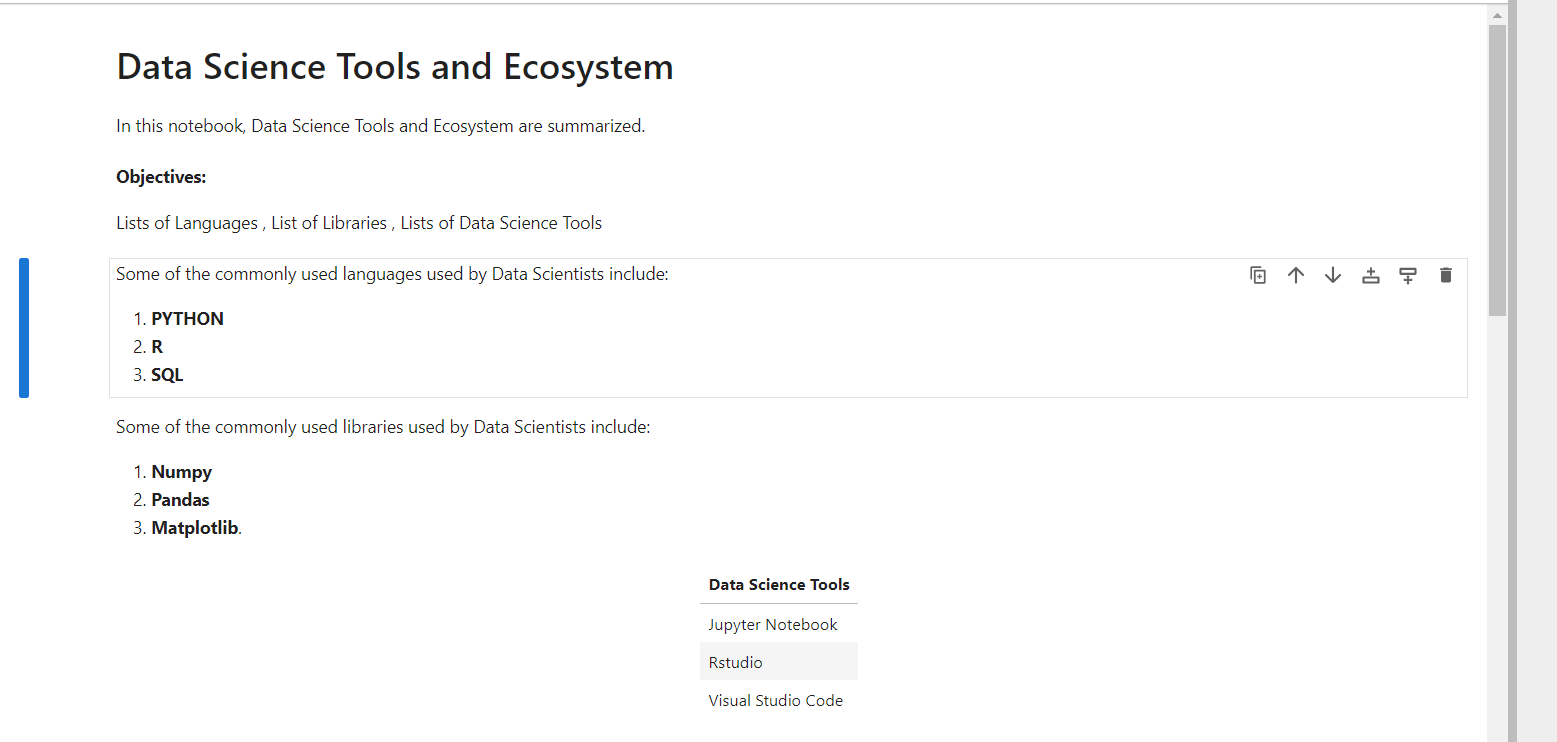 Data Science Tools and Ecosystem
In this notebook, Data Science Tools and Ecosystem are summarized.
Objectives:
Lists of Languages , List of Libraries , Lists of Data Science Tools
Some of the commonly used languages used by Data Scientists include:
1. PYTHON
2. R
3. SQL
Some of the commonly used libraries used by Data Scientists include:
1. Numpy
2. Pandas
3. Matplotlib.
Data Science Tools
Jupyter Notebook
Rstudio
Visual Studio Code